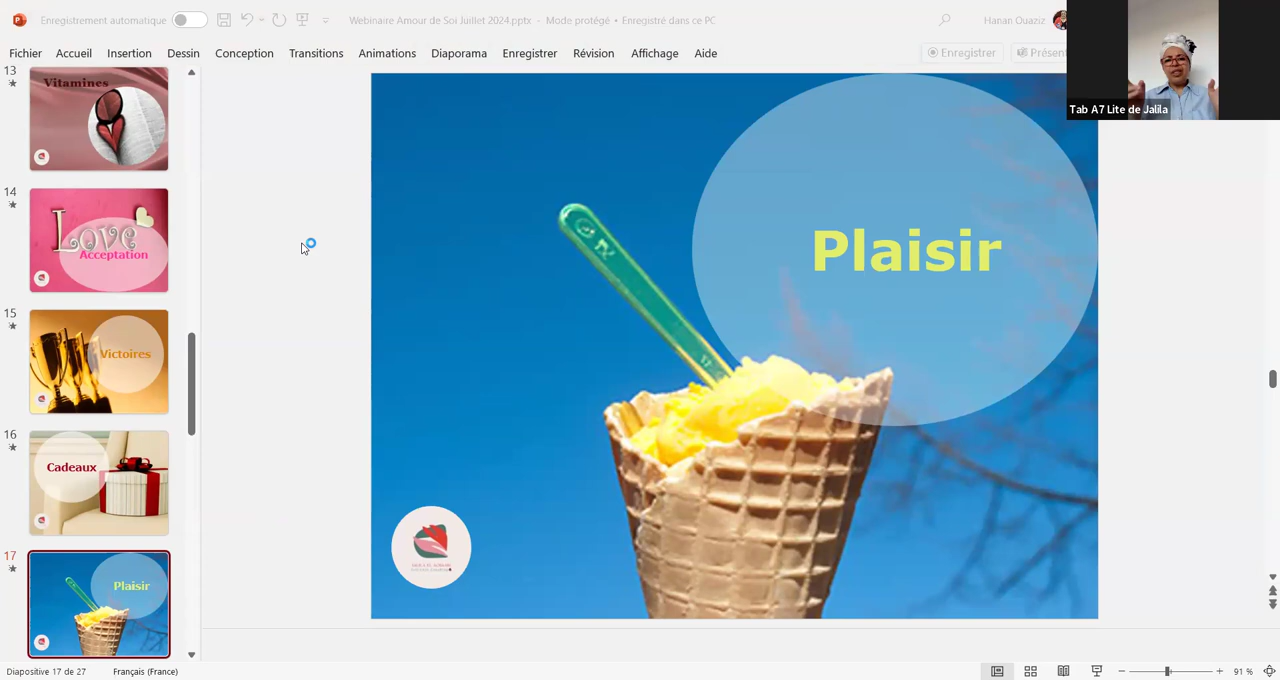 Enregistrement automatique
Webinaire Amour de Soi Juillet 2024.pptx - Mode protégé • Enregistré dans ce PC
Hanan Ouaziz
Fichier Accueil Insertion Dessin Conception Transitions Animations Diaporama Enregistrer Révision Affichage Aide
Enregistrer
Présent
Tab A7 Lite de Jalila
13
Vitamines
14
Love
Acceptation
15
Victoires
16
Cadeaux
17
Plaisir
Plaisir
Diapositive 17 de 27
Français (France)
91 %